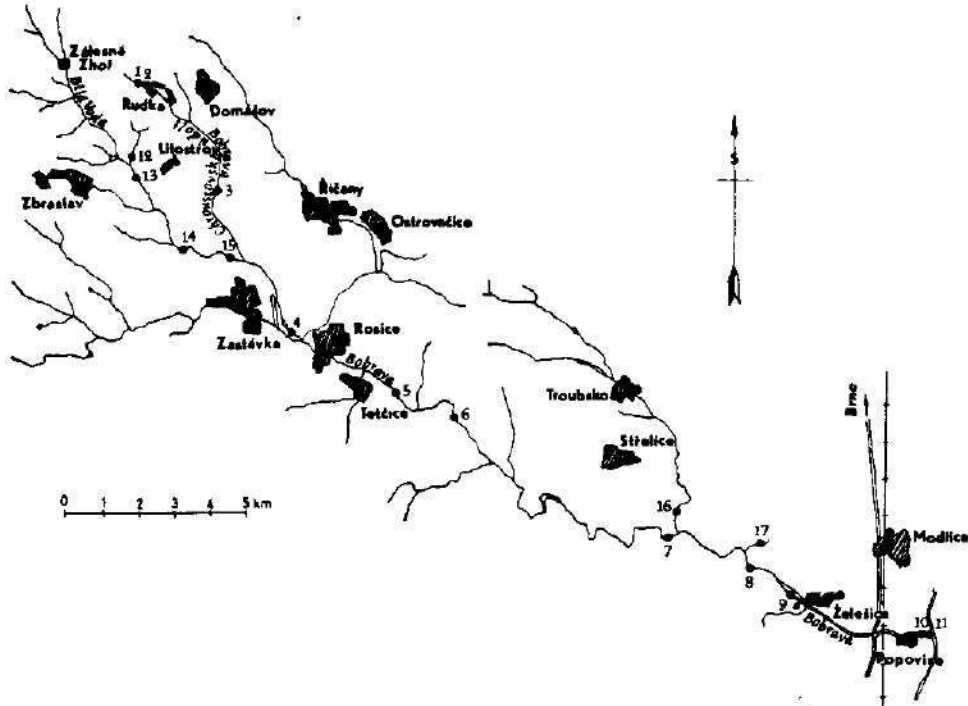 Zálesná
Zhoř
Bílá Voda
1 2
Rudka
Domášov
12
13
Litostrov
Zbraslav
3
Říčany
Ostrovačice
14
15
Zastávka
4
Rosice
Bobrava
5
Tetčice
6
Troubsko
Střelice
S
Brno
0 1 2 3 4 5 km
16
7
17
8
Modřice
9
Želešice
Bobrava
10
11
Popovice